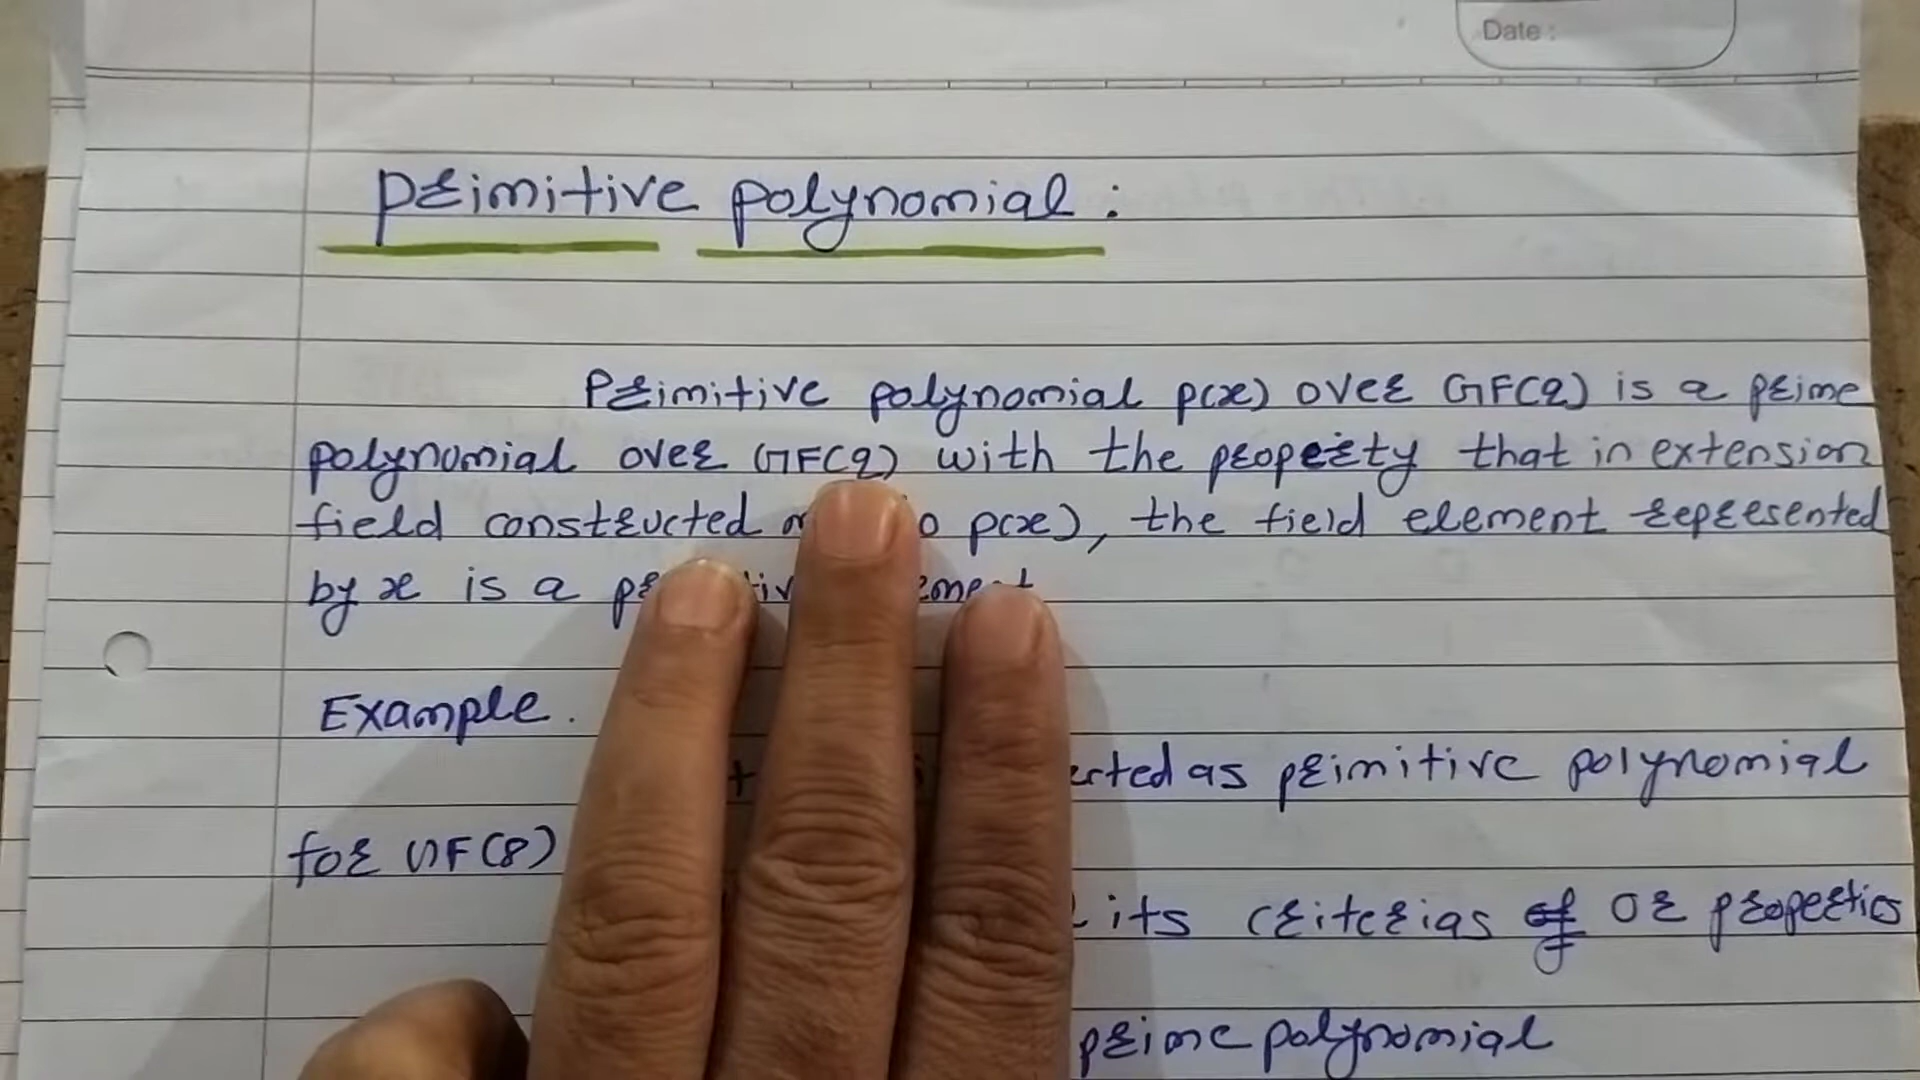 Date :
Primitive polynomial :
Primitive polynomial p(x) over GF(q) is a prime
polynomial over GF(q) with the property that in extension
field constructed p(x), the field element represented
by x is a
Example.
as primitive polynomial
for GF(8)
its criterias of or properties
prime polynomial